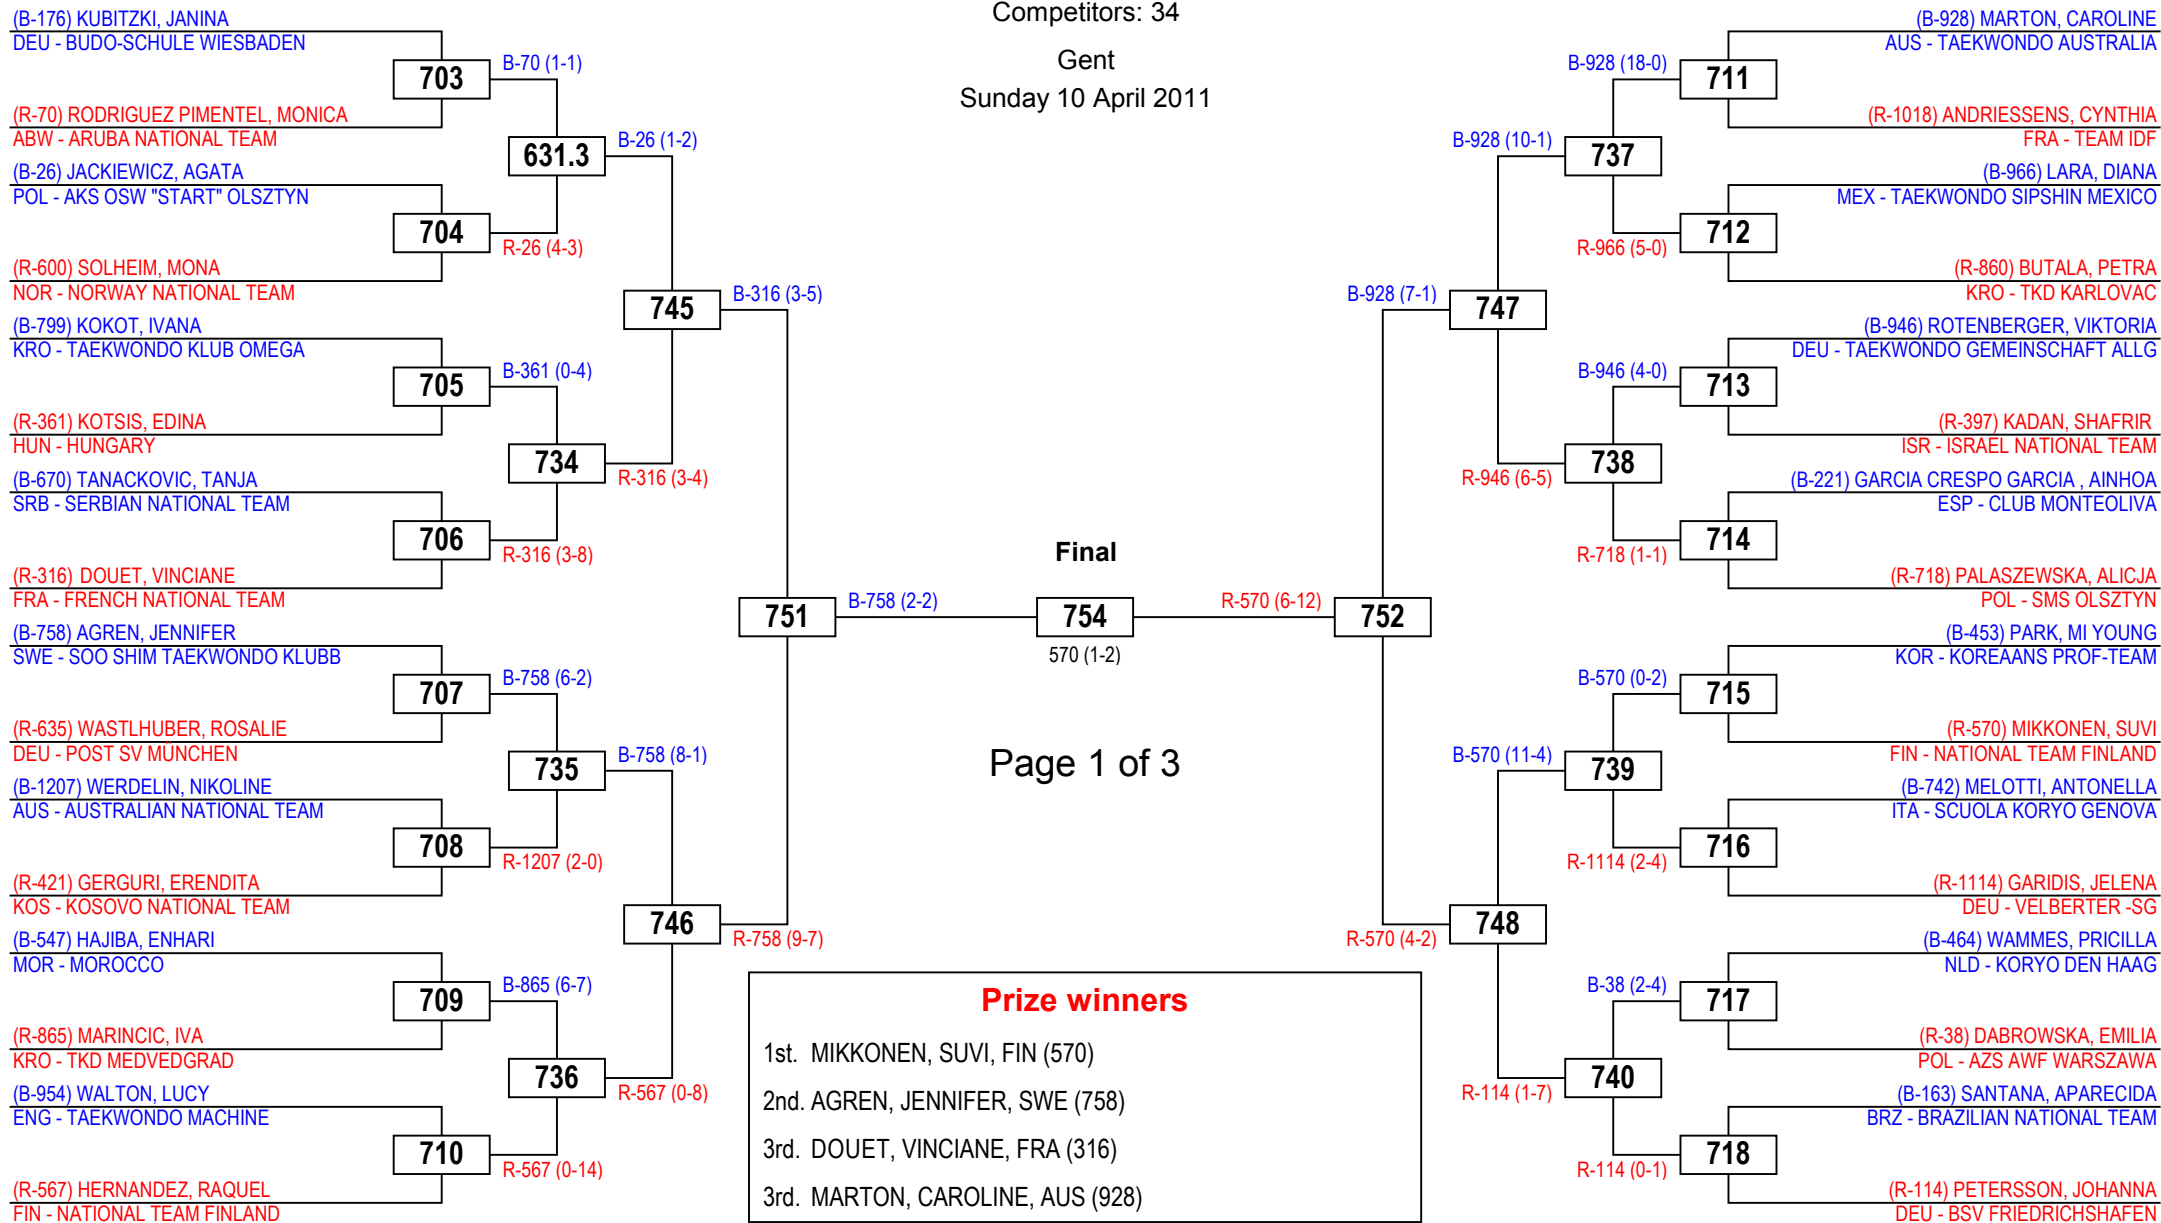 Competitors: 34
Gent
Sunday 10 April 2011
(B-176) KUBITZKI, JANINA
DEU - BUDO-SCHULE WIESBADEN
703
B-70 (1-1)
(R-70) RODRIGUEZ PIMENTEL, MONICA
ABW - ARUBA NATIONAL TEAM
631.3
B-26 (1-2)
(B-26) JACKIEWICZ, AGATA
POL - AKS OSW "START" OLSZTYN
704
R-26 (4-3)
(R-600) SOLHEIM, MONA
NOR - NORWAY NATIONAL TEAM
745
B-316 (3-5)
(B-799) KOKOT, IVANA
KRO - TAEKWONDO KLUB OMEGA
705
B-361 (0-4)
(R-361) KOTSIS, EDINA
HUN - HUNGARY
734
R-316 (3-4)
(B-670) TANACKOVIC, TANJA
SRB - SERBIAN NATIONAL TEAM
706
R-316 (3-8)
(R-316) DOUET, VINCIANE
FRA - FRENCH NATIONAL TEAM
751
B-758 (2-2)
(B-758) AGREN, JENNIFER
SWE - SOO SHIM TAEKWONDO KLUBB
707
B-758 (6-2)
(R-635) WASTLHUBER, ROSALIE
DEU - POST SV MÜNCHEN
735
B-758 (8-1)
(B-1207) WERDELIN, NIKOLINE
AUS - AUSTRALIAN NATIONAL TEAM
708
R-1207 (2-0)
(R-421) GERGURI, ERENDITA
KOS - KOSOVO NATIONAL TEAM
746
R-758 (9-7)
(B-547) HAJIBA, ENHARI
MOR - MOROCCO
709
B-865 (6-7)
(R-865) MARINCIC, IVA
KRO - TKD MEDVEDGRAD
736
R-567 (0-8)
(B-954) WALTON, LUCY
ENG - TAEKWONDO MACHINE
710
R-567 (0-14)
(R-567) HERNANDEZ, RAQUEL
FIN - NATIONAL TEAM FINLAND
Final
754
570 (1-2)
Page 1 of 3
(B-928) MARTON, CAROLINE
AUS - TAEKWONDO AUSTRALIA
B-928 (18-0)
711
(R-1018) ANDRIESSENS, CYNTHIA
FRA - TEAM IDF
B-928 (10-1)
737
(B-966) LARA, DIANA
MEX - TAEKWONDO SIPSHIN MEXICO
R-966 (5-0)
712
(R-860) BUTALA, PETRA
KRO - TKD KARLOVAC
B-928 (7-1)
747
(B-946) ROTENBERGER, VIKTORIA
DEU - TAEKWONDO GEMEINSCHAFT ALLG
B-946 (4-0)
713
(R-397) KADAN, SHAFRIR
ISR - ISRAEL NATIONAL TEAM
R-946 (6-5)
738
(B-221) GARCIA CRESPO GARCIA , AINHOA
ESP - CLUB MONTEOLIVA
R-718 (1-1)
714
(R-718) PALASZEWSKA, ALICJA
POL - SMS OLSZTYN
R-570 (6-12)
752
(B-453) PARK, MI YOUNG
KOR - KOREAANS PROF-TEAM
B-570 (0-2)
715
(R-570) MIKKONEN, SUVI
FIN - NATIONAL TEAM FINLAND
B-570 (11-4)
739
(B-742) MELOTTI, ANTONELLA
ITA - SCUOLA KORYO GENOVA
R-1114 (2-4)
716
(R-1114) GARIDIS, JELENA
DEU - VELBERTER -SG
R-570 (4-2)
748
(B-464) WAMMES, PRICILLA
NLD - KORYO DEN HAAG
B-38 (2-4)
717
(R-38) DABROWSKA, EMILIA
POL - AZS AWF WARSZAWA
R-114 (1-7)
740
(B-163) SANTANA, APARECIDA
BRZ - BRAZILIAN NATIONAL TEAM
R-114 (0-1)
718
(R-114) PETERSSON, JOHANNA
DEU - BSV FRIEDRICHSHAFEN
Prize winners
1st. MIKKONEN, SUVI, FIN (570)
2nd. AGREN, JENNIFER, SWE (758)
3rd. DOUET, VINCIANE, FRA (316)
3rd. MARTON, CAROLINE, AUS (928)